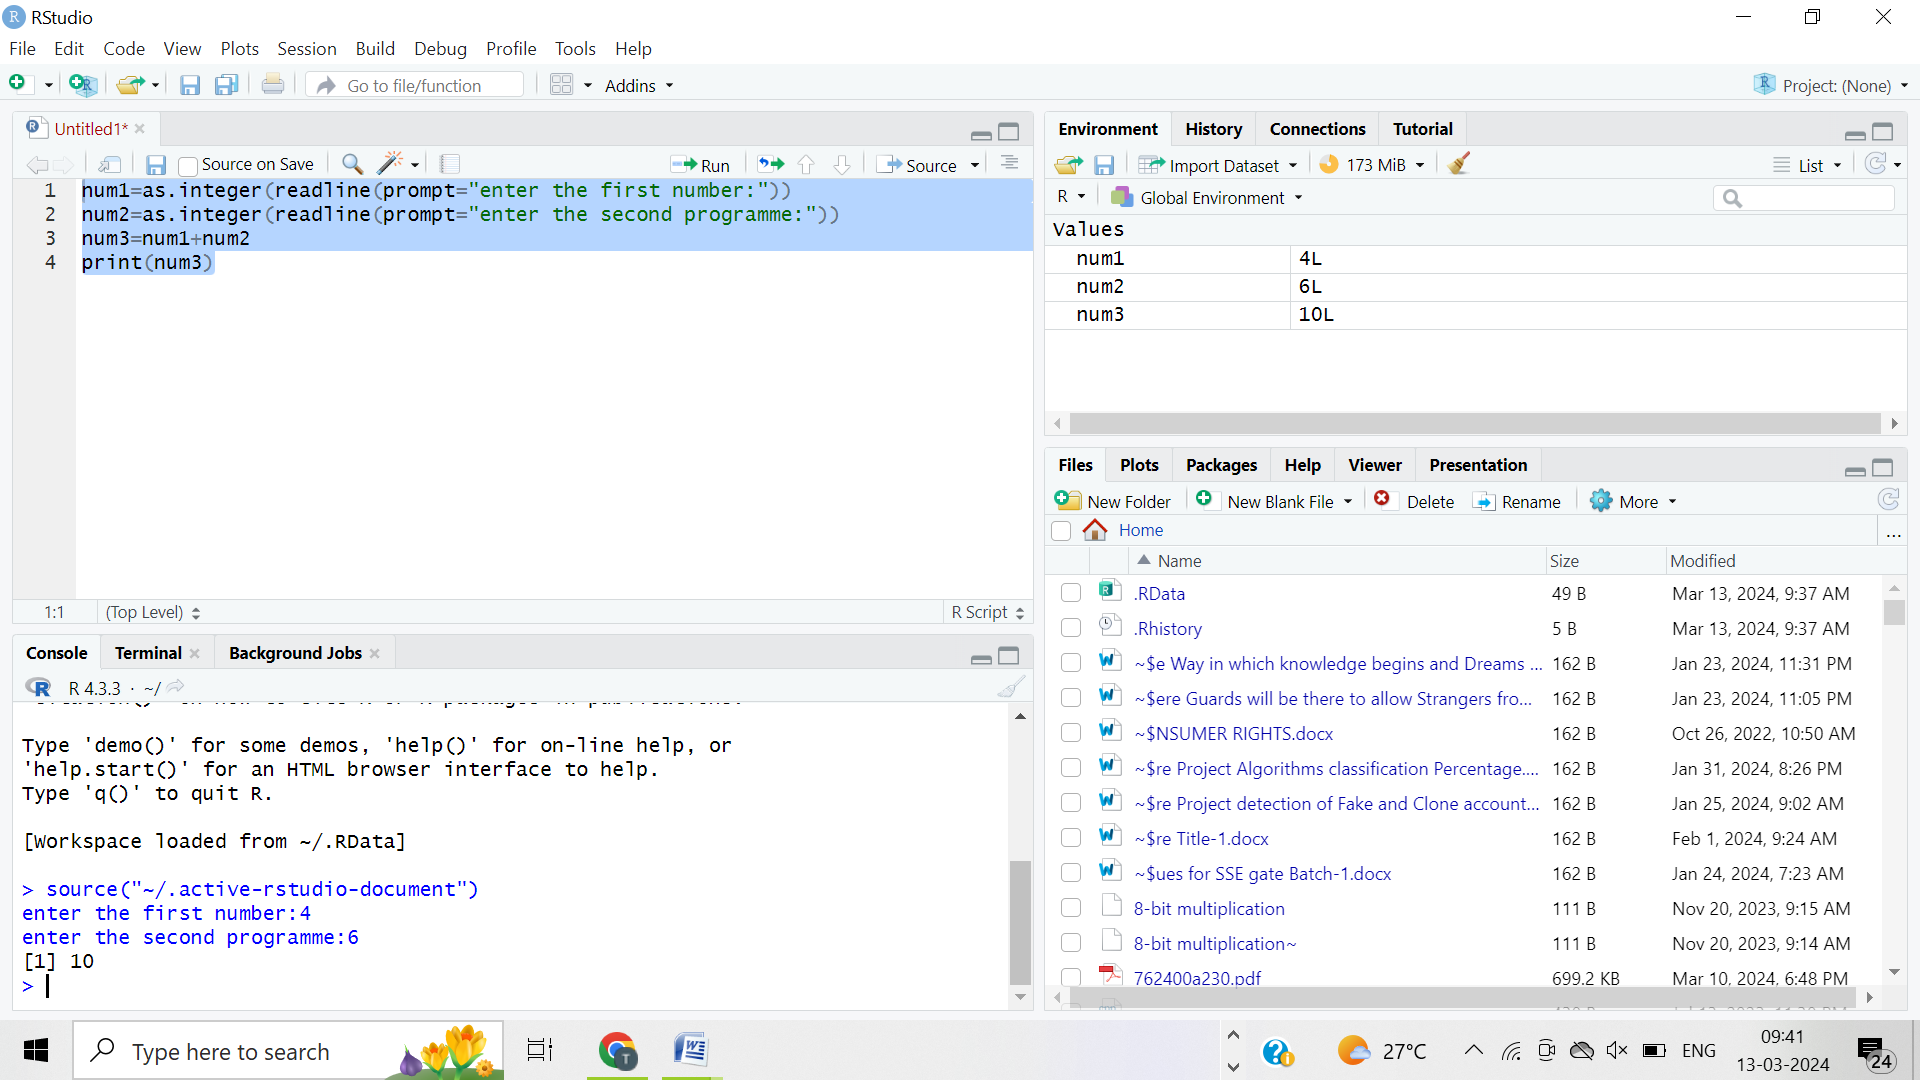 RStudio
File Edit Code View Plots Session Build Debug Profile Tools Help
Go to file/function Addins Project: (None)
Untitled1*
Source on Save Run Source
1 num1=as.integer(readline(prompt="enter the first number:"))
2 num2=as.integer(readline(prompt="enter the second programme:"))
3 num3=num1+num2
4 print(num3)
1:1 (Top Level) R Script
Console Terminal Background Jobs
R 4.3.3 · ~/
Type 'demo()' for some demos, 'help()' for on-line help, or
'help.start()' for an HTML browser interface to help.
Type 'q()' to quit R.
[Workspace loaded from ~/.RData]
> source("~/.active-rstudio-document")
enter the first number:4
enter the second programme:6
[1] 10
>
Environment History Connections Tutorial
Import Dataset 173 MiB List
R Global Environment
Values
num1 4L
num2 6L
num3 10L
Files Plots Packages Help Viewer Presentation
New Folder New Blank File Delete Rename More
Home ...
Name Size Modified
.RData 49 B Mar 13, 2024, 9:37 AM
.Rhistory 5 B Mar 13, 2024, 9:37 AM
~$e Way in which knowledge begins and Dreams ... 162 B Jan 23, 2024, 11:31 PM
~$ere Guards will be there to allow Strangers fro... 162 B Jan 23, 2024, 11:05 PM
~$NSUMER RIGHTS.docx 162 B Oct 26, 2022, 10:50 AM
~$re Project Algorithms classification Percentage.... 162 B Jan 31, 2024, 8:26 PM
~$re Project detection of Fake and Clone account... 162 B Jan 25, 2024, 9:02 AM
~$re Title-1.docx 162 B Feb 1, 2024, 9:24 AM
~$ues for SSE gate Batch-1.docx 162 B Jan 24, 2024, 7:23 AM
8-bit multiplication 111 B Nov 20, 2023, 9:15 AM
8-bit multiplication~ 111 B Nov 20, 2023, 9:14 AM
762400a230.pdf 699.2 KB Mar 10, 2024, 6:48 PM
Type here to search T 27°C ENG 09:41
13-03-2024 24